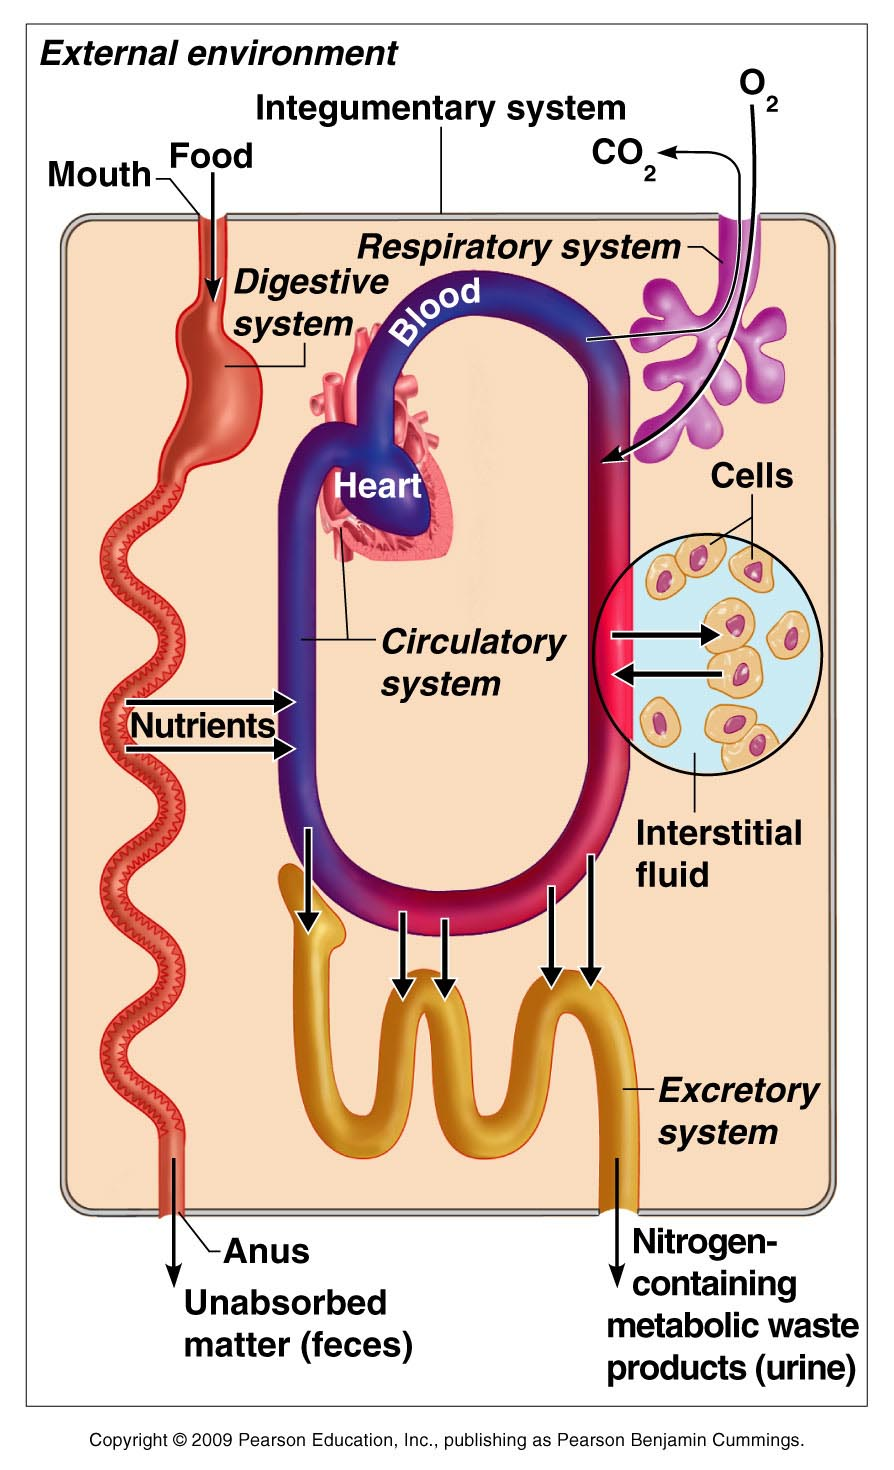 External environment
O2
Integumentary system
CO2
Food
Mouth
Respiratory system
Digestive
system
Blood
Heart
Cells
Circulatory
system
Nutrients
Interstitial
fluid
Excretory
system
Anus
Unabsorbed
matter (feces)
Nitrogen-
containing
metabolic waste
products (urine)
Copyright © 2009 Pearson Education, Inc., publishing as Pearson Benjamin Cummings.